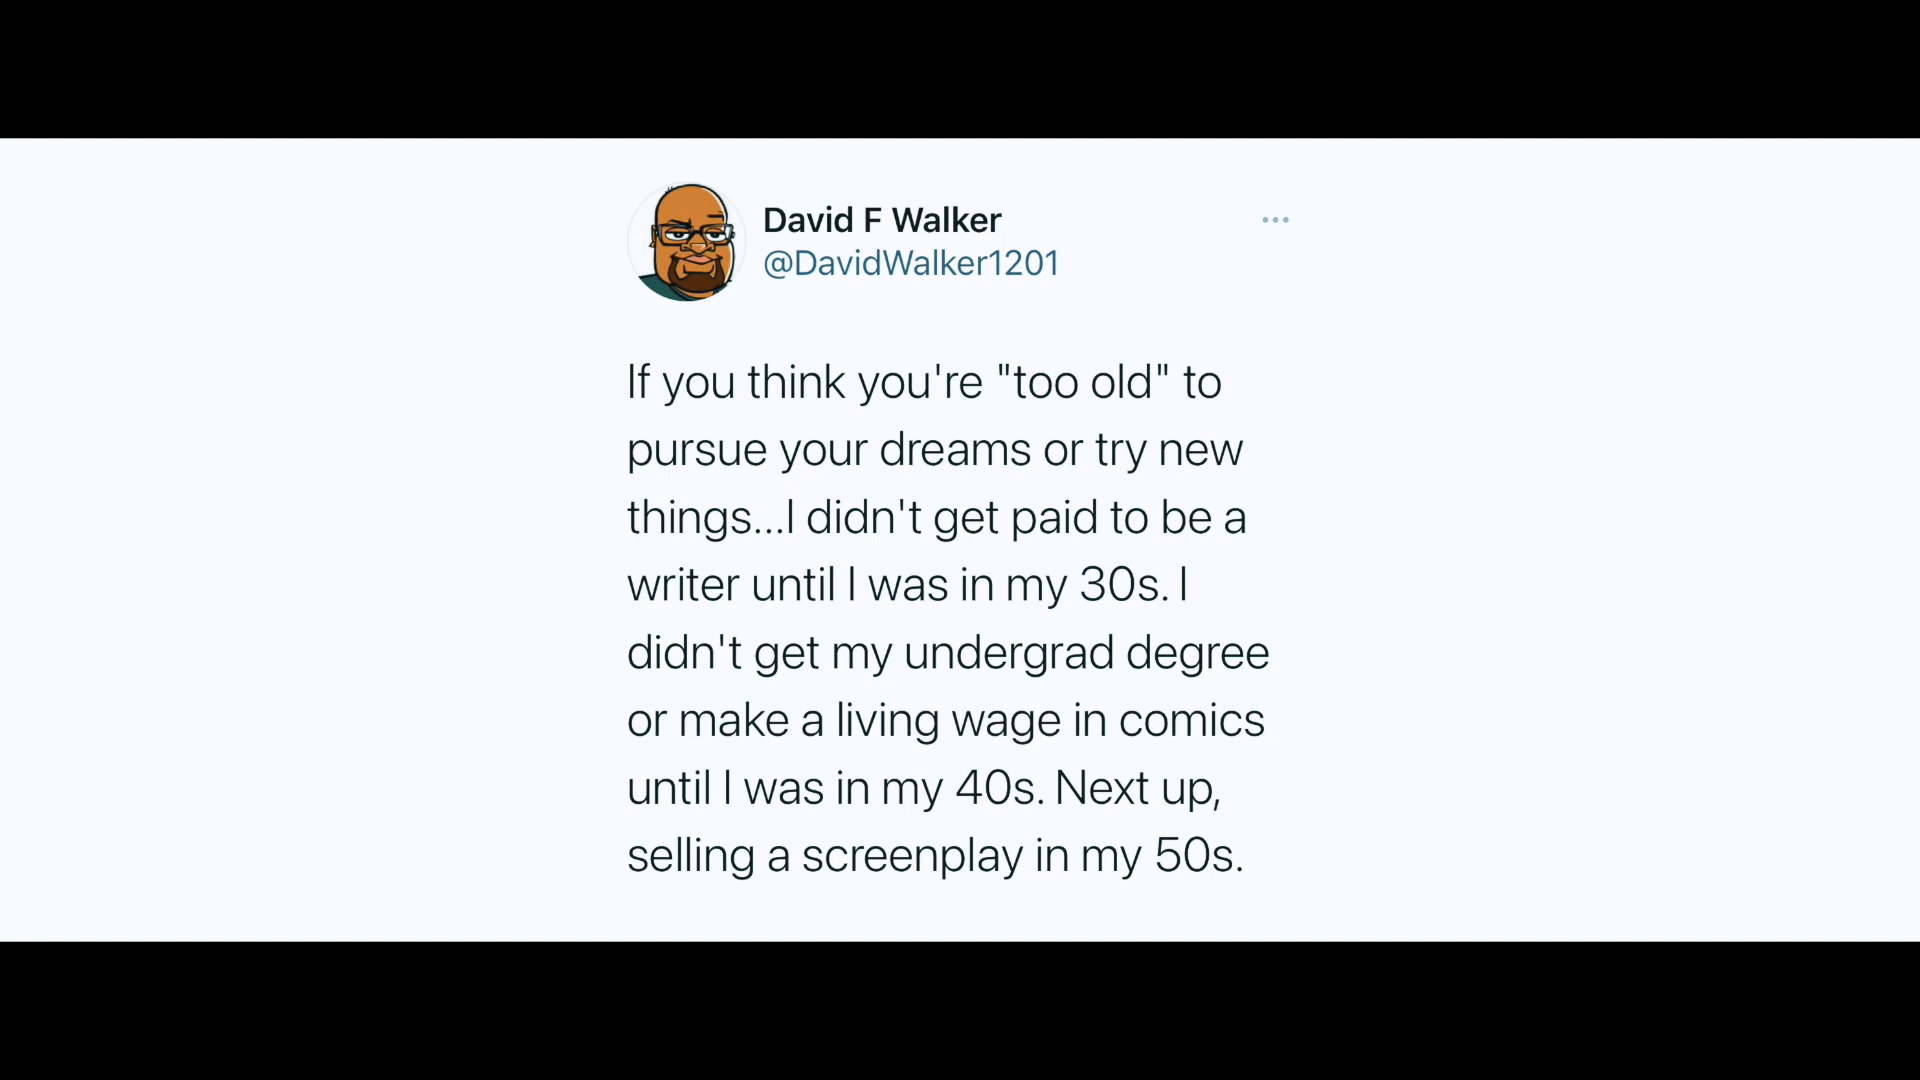 David F Walker
@DavidWalker1201
If you think you're "too old" to
pursue your dreams or try new
things...I didn't get paid to be a
writer until I was in my 30s. I
didn't get my undergrad degree
or make a living wage in comics
until I was in my 40s. Next up,
selling a screenplay in my 50s.